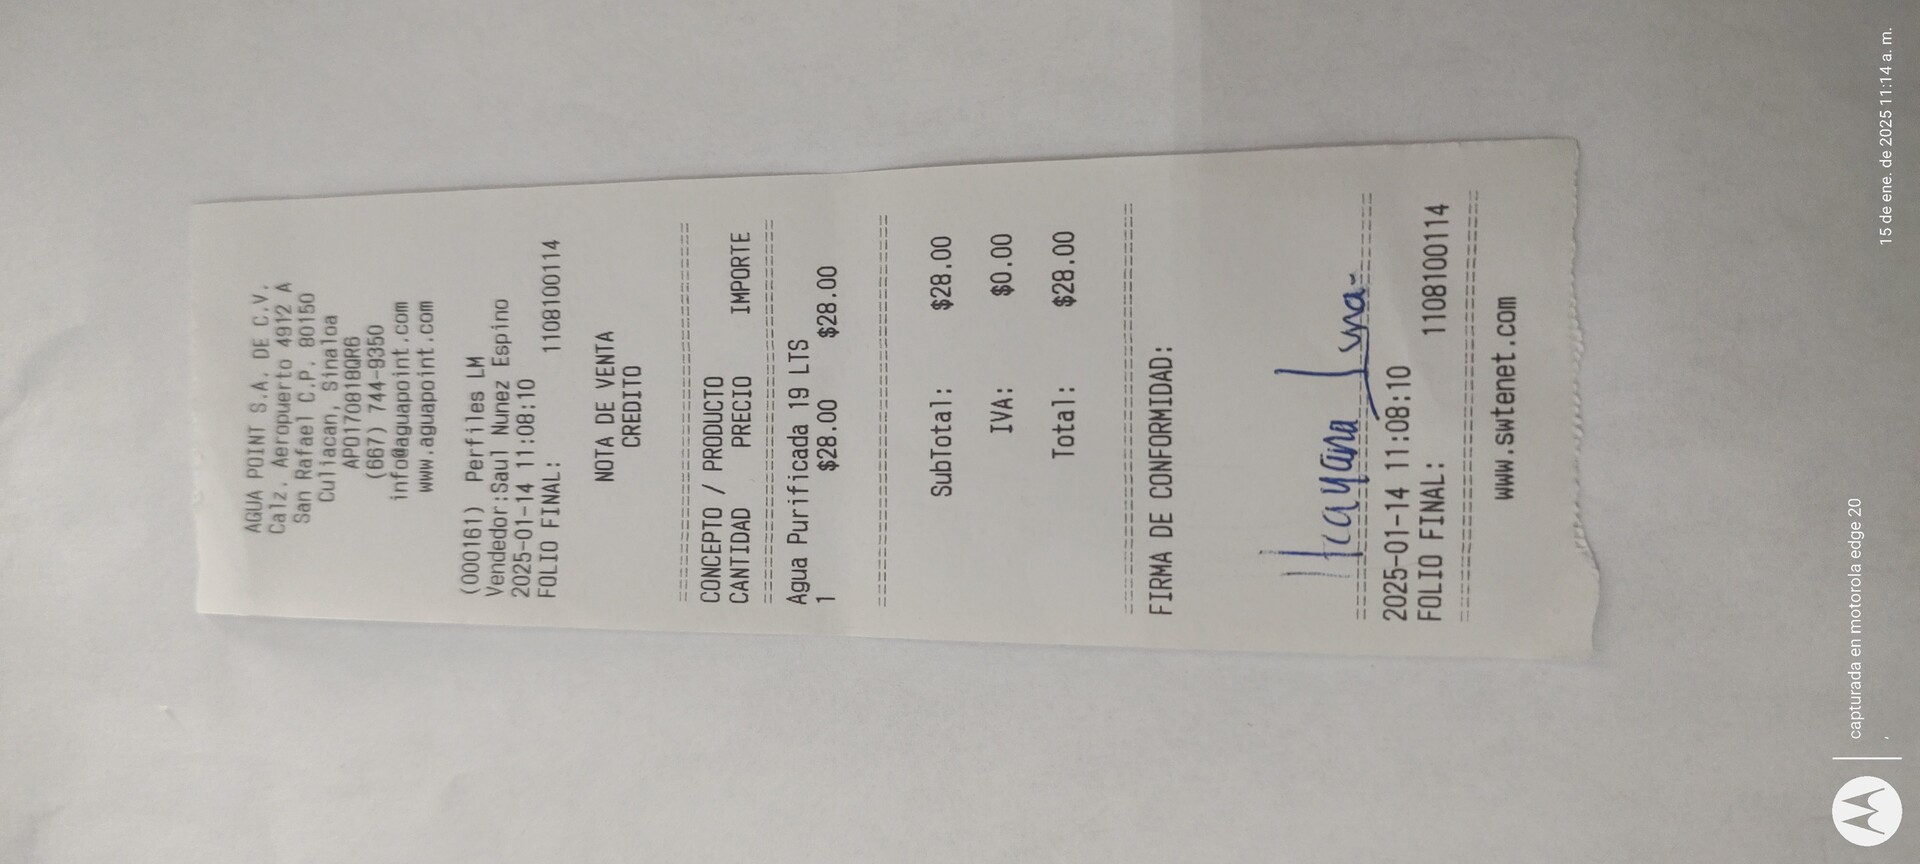 AGUA POINT S.A. DE C.V.
Calz. Aeropuerto 4912 A
San Rafael C.P. 80150
Culiacan, Sinaloa
APO170818QR6
(667) 744-9350
info@aguapoint.com
www.aguapoint.com
(000161) Perfiles LM
Vendedor:Saul Nunez Espino
2025-01-14 11:08:10
FOLIO FINAL: 1108100114
NOTA DE VENTA
CREDITO
CONCEPTO / PRODUCTO
CANTIDAD PRECIO IMPORTE
Agua Purificada 19 LTS
1 $28.00 $28.00
SubTotal: $28.00
IVA: $0.00
Total: $28.00
FIRMA DE CONFORMIDAD:
2025-01-14 11:08:10
FOLIO FINAL: 1108100114
www.swtenet.com
capturada en motorola edge 20
15 de ene. de 2025 11:14 a. m.